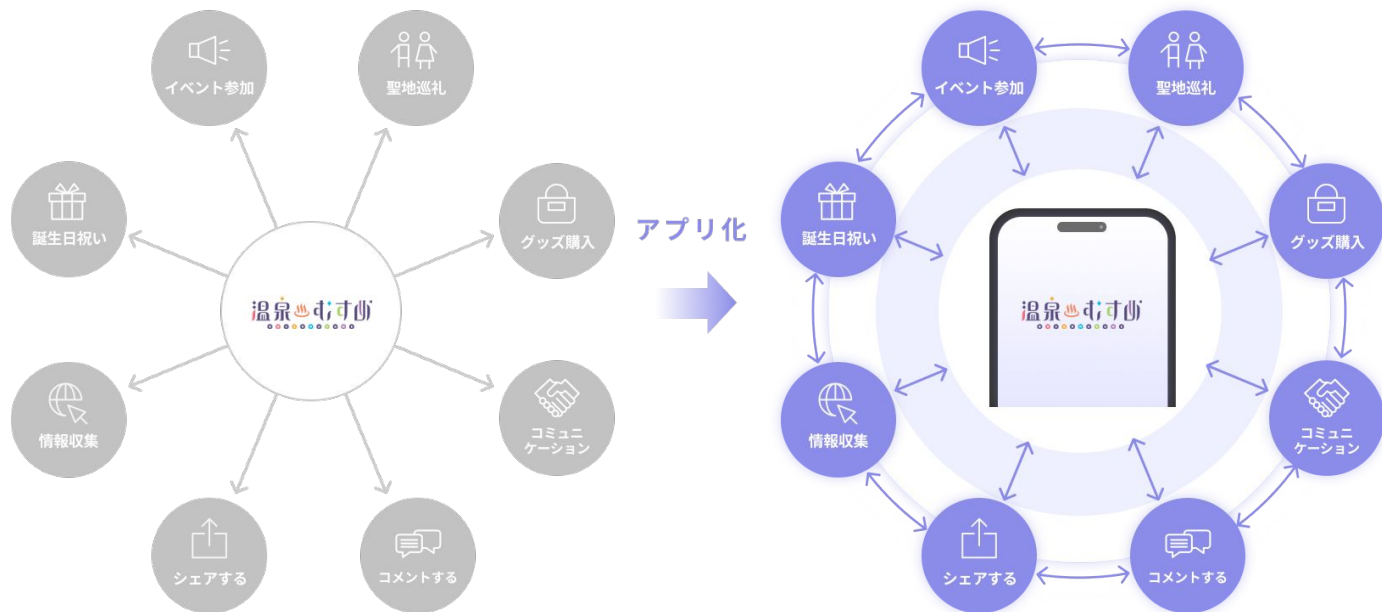 イベント参加
聖地巡礼
誕生日祝い
グッズ購入
温泉むすめ
情報収集
コミュニ
ケーション
シェアする
コメントする
アプリ化
イベント参加
聖地巡礼
誕生日祝い
グッズ購入
温泉むすめ
情報収集
コミュニ
ケーション
シェアする
コメントする